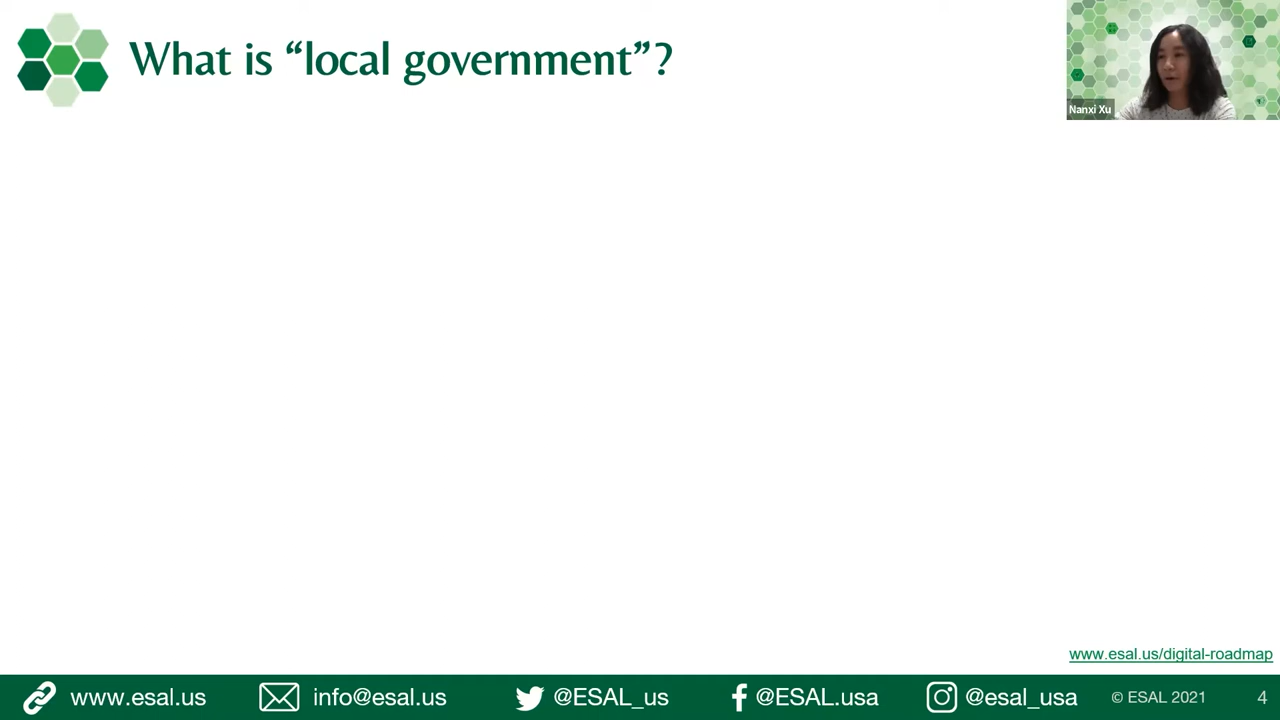 What is “local government”?
Nanxi Xu
www.esal.us/digital-roadmap
www.esal.us
info@esal.us
@ESAL_us
@ESAL.usa
@esal_usa
© ESAL 2021
4